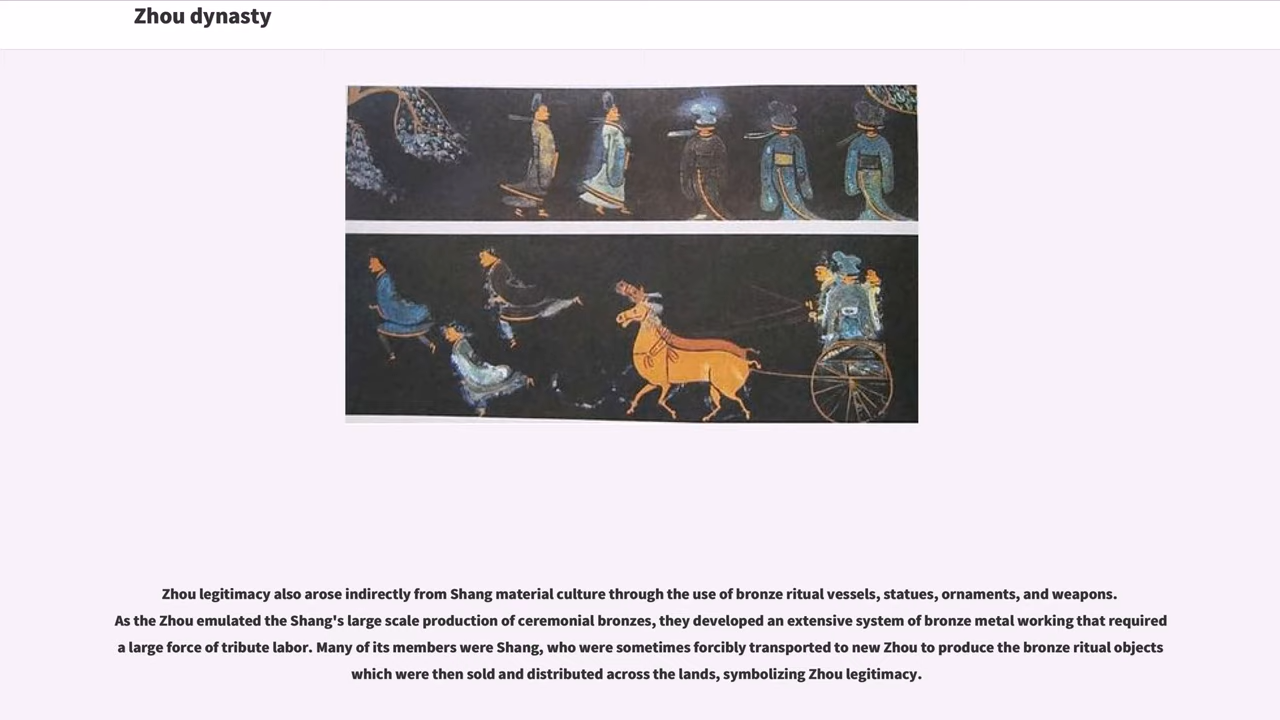 Zhou dynasty
Zhou legitimacy also arose indirectly from Shang material culture through the use of bronze ritual vessels, statues, ornaments, and weapons.
As the Zhou emulated the Shang's large scale production of ceremonial bronzes, they developed an extensive system of bronze metal working that required
a large force of tribute labor. Many of its members were Shang, who were sometimes forcibly transported to new Zhou to produce the bronze ritual objects
which were then sold and distributed across the lands, symbolizing Zhou legitimacy.